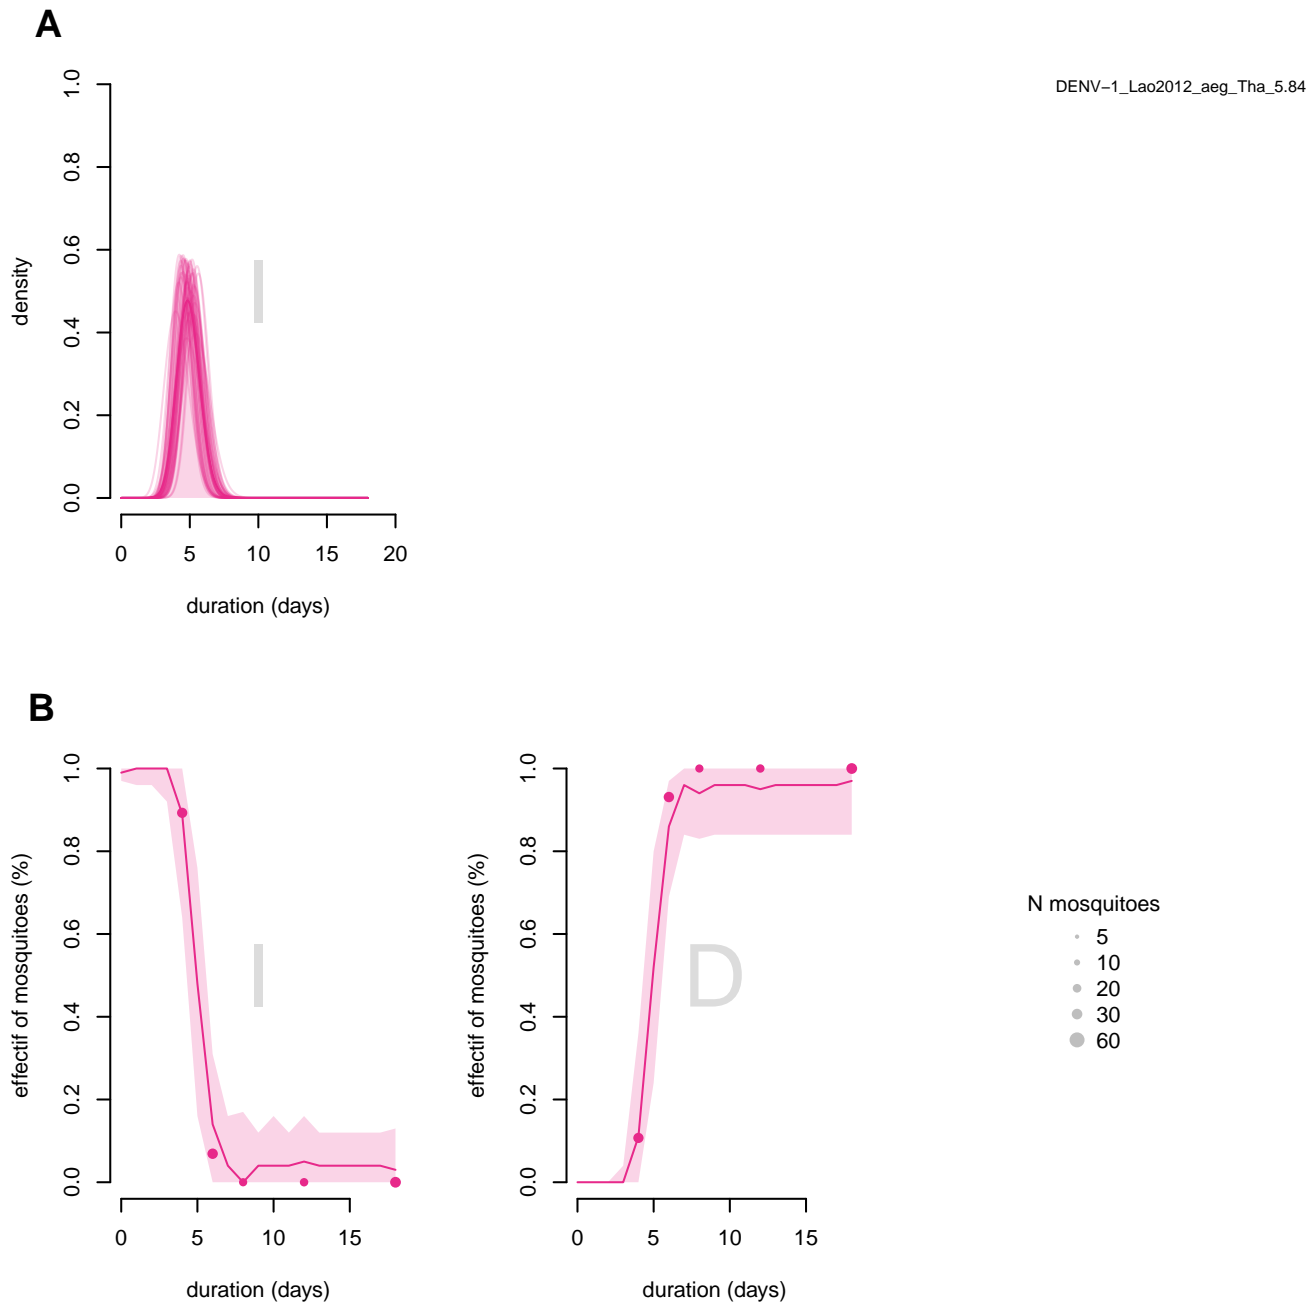 A
DENV−1_Lao2012_aeg_Tha_5.84
1.0
0.8
0.6
0.4
0.2
0.0
density
I
0 5 10 15 20
duration (days)
B
1.0
0.8
0.6
0.4
0.2
0.0
effectif of mosquitoes (%)
I
0 5 10 15
duration (days)
1.0
0.8
0.6
0.4
0.2
0.0
effectif of mosquitoes (%)
D
0 5 10 15
duration (days)
N mosquitoes
5
10
20
30
60